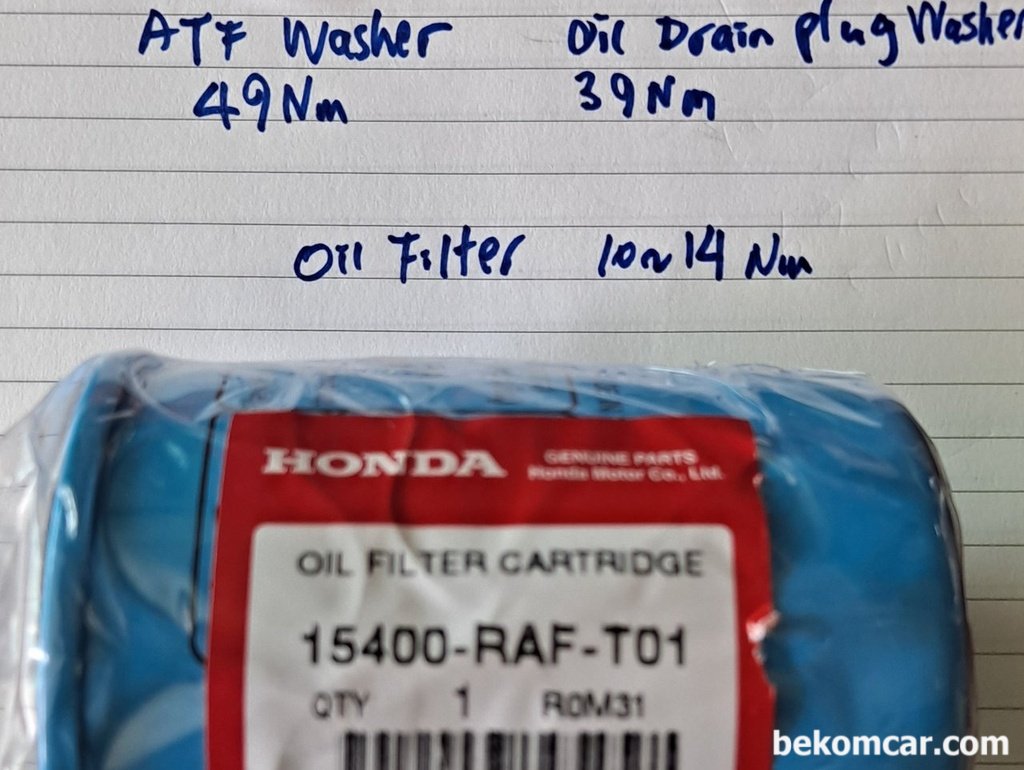 ATF Washer Oil Drain plug Washer
49Nm 39Nm
Oil Filter 10~14 Nm
HONDA GENUINE PARTS
Honda Motor Co., Ltd.
OIL FILTER CARTRIDGE
15400-RAF-T01
QTY 1 R0M31
bekomcar.com